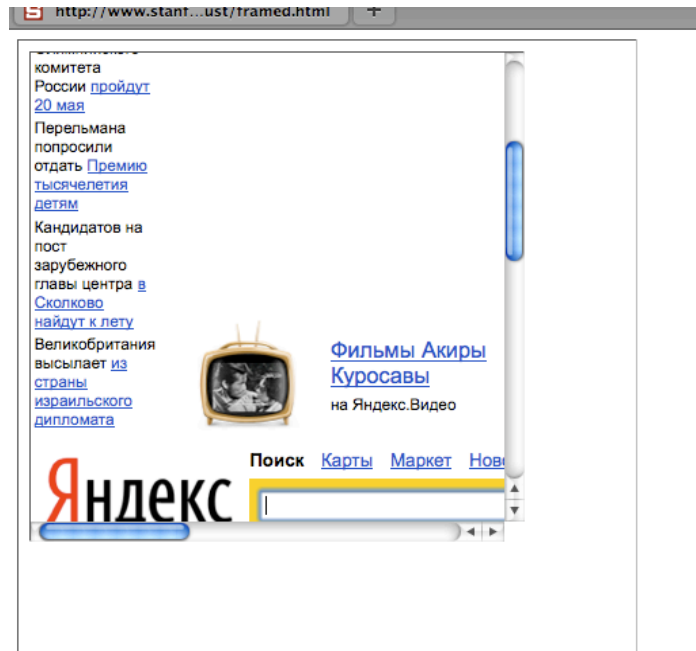 http://www.stanf...ust/framed.html
комитета
России пройдут
20 мая
Перельмана
попросили
отдать Премию
тысячелетия
детям
Кандидатов на
пост
зарубежного
главы центра в
Сколково
найдут к лету
Великобритания
высылает из
страны
израильского
дипломата
Фильмы Акиры
Куросавы
на Яндекс.Видео
Поиск Карты Маркет Ново
Яндекс